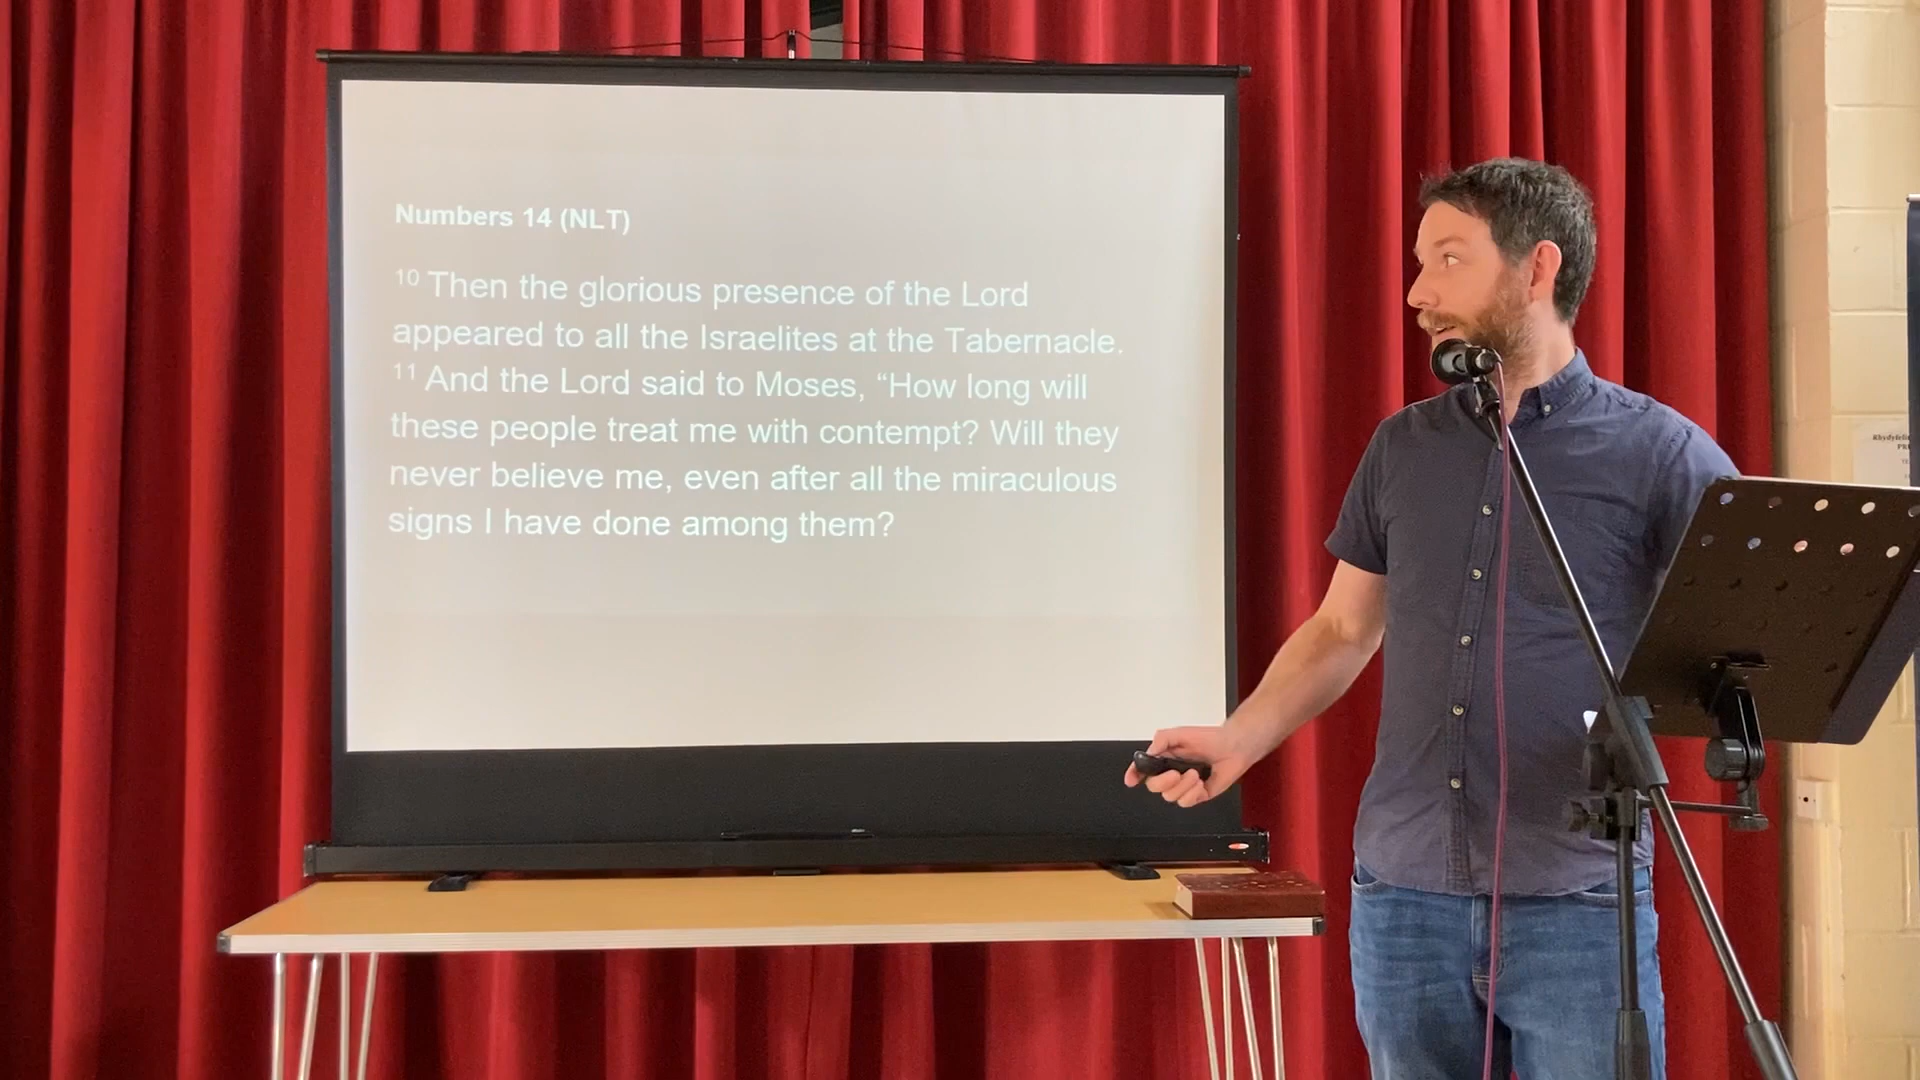 Numbers 14 (NLT)
10 Then the glorious presence of the Lord
appeared to all the Israelites at the Tabernacle.
11 And the Lord said to Moses, “How long will
these people treat me with contempt? Will they
never believe me, even after all the miraculous
signs I have done among them?